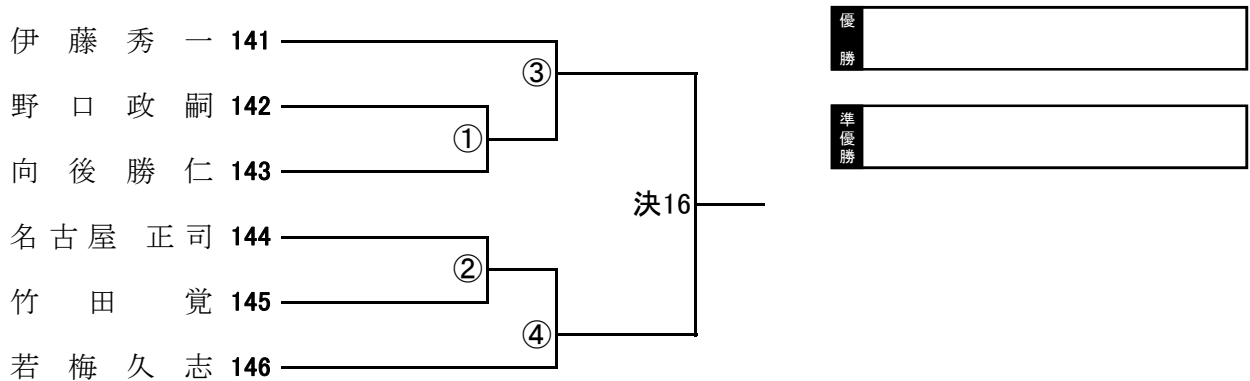 伊藤秀一 141
③
野口政嗣 142
①
向後勝仁 143
決16
名古屋 正司 144
②
竹田 覚 145
④
若梅久志 146
優勝
準優勝